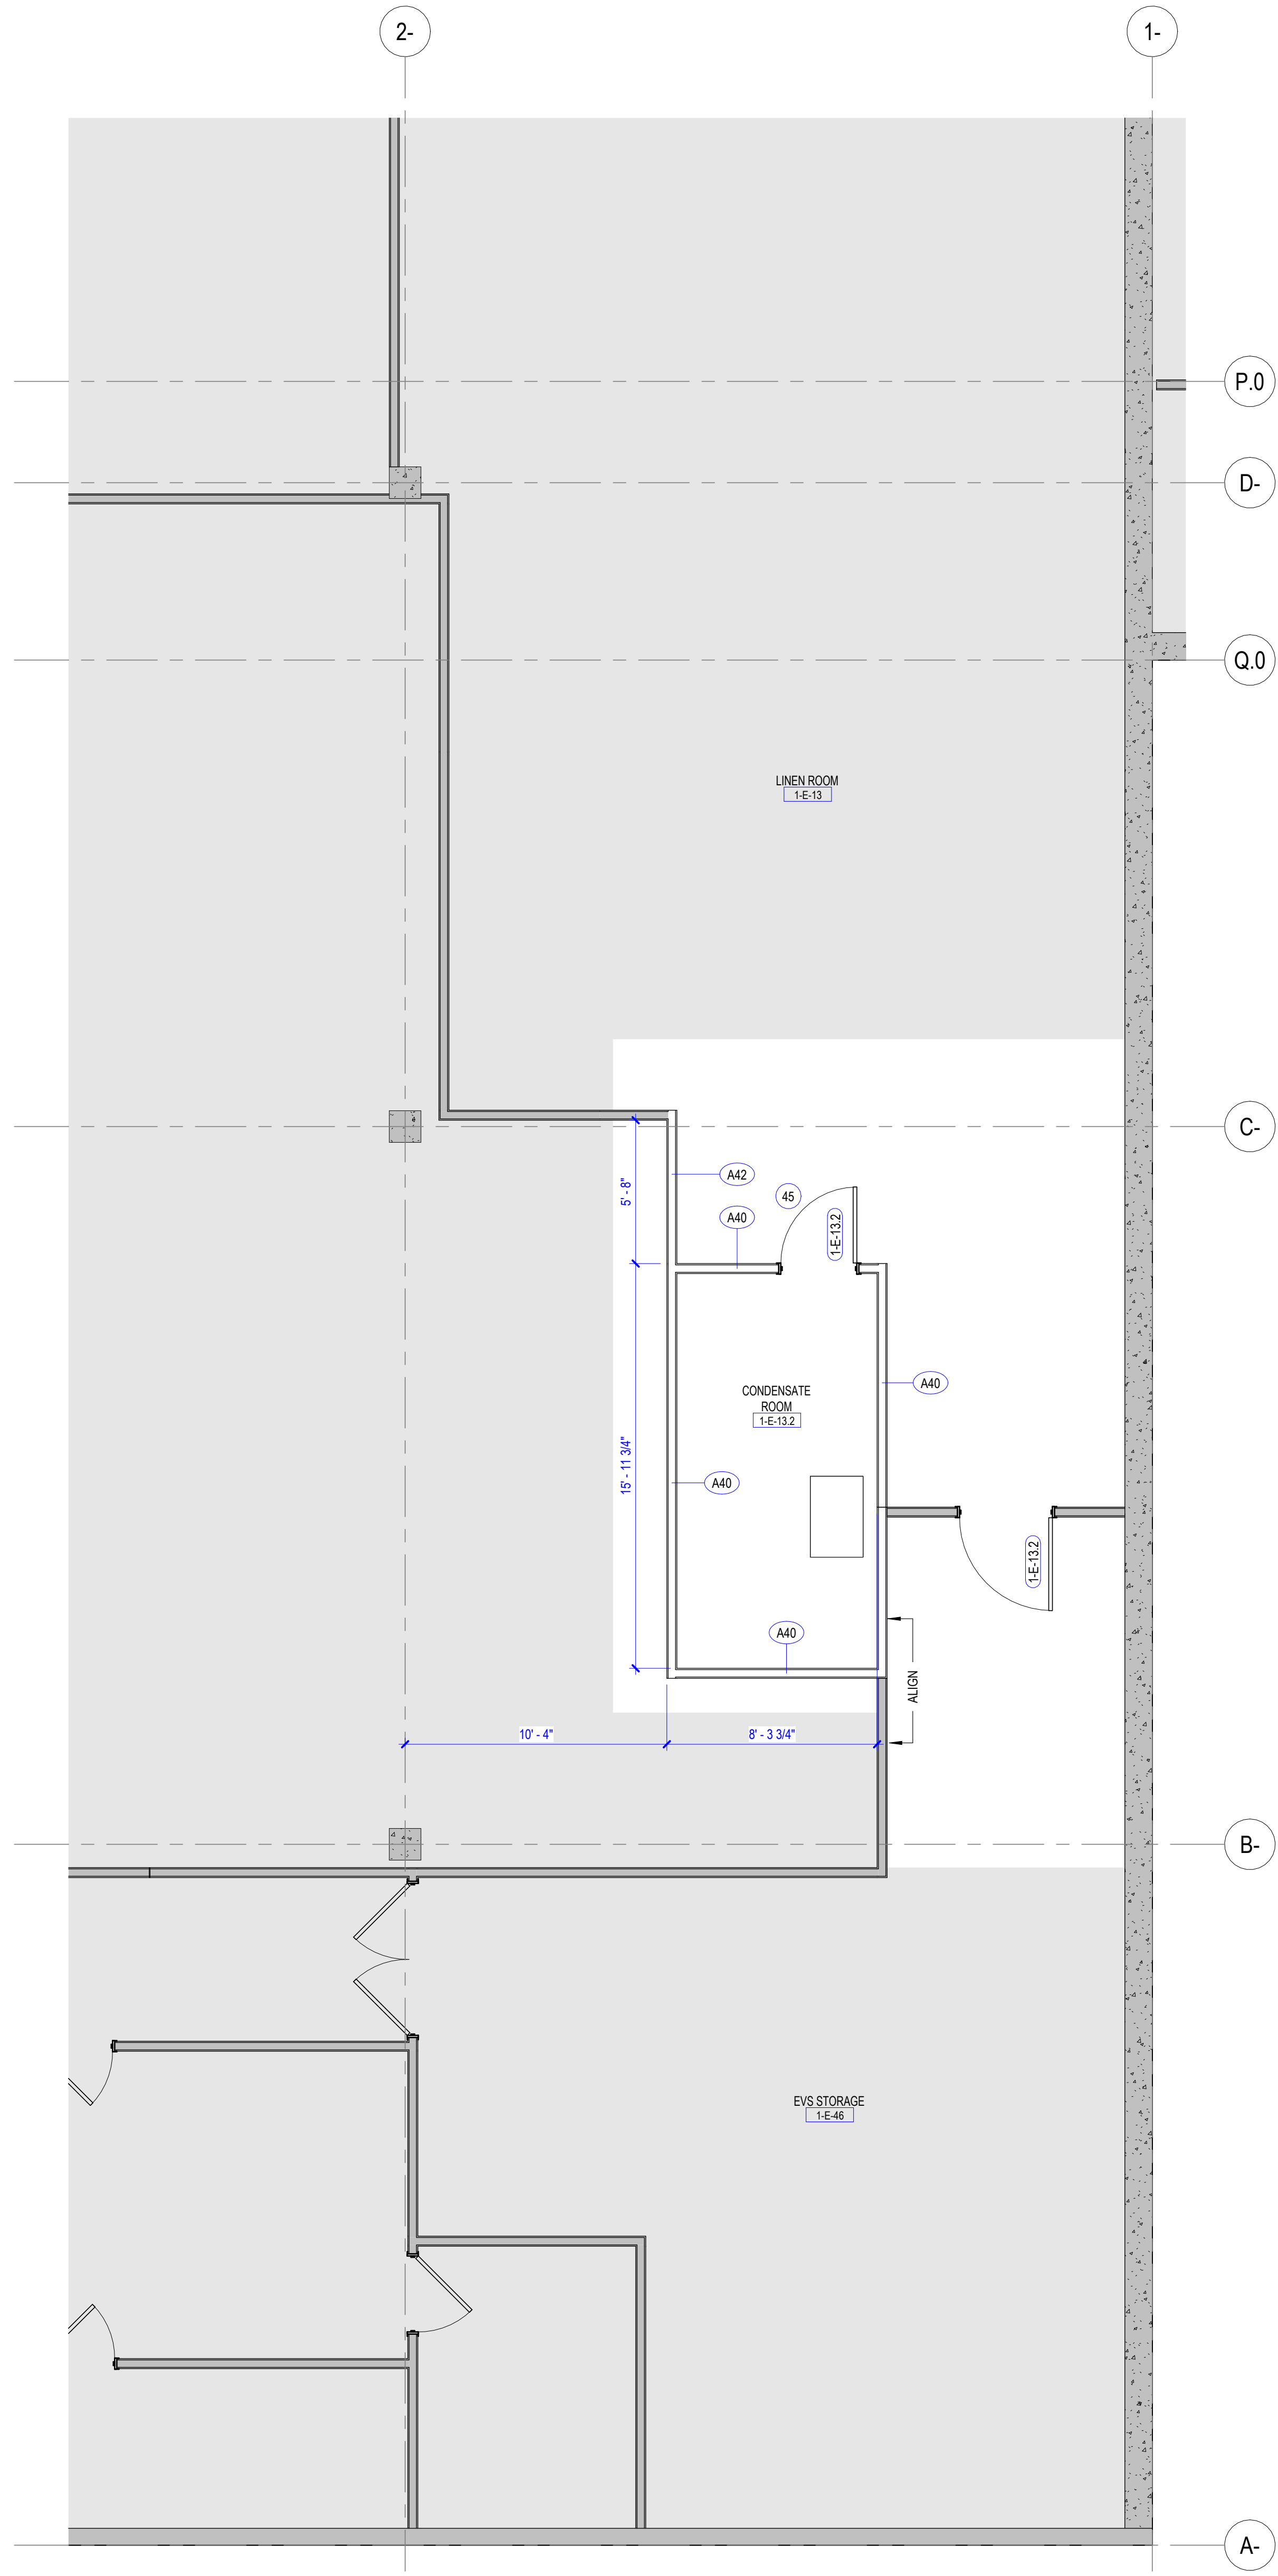 2-
1-
P.0
D-
Q.0
LINEN ROOM
1-E-13
C-
5' - 8"
A42
45
A40
1-E-13.2
CONDENSATE
ROOM
1-E-13.2
A40
15' - 11 3/4"
A40
1-E-13.2
A40
ALIGN
10' - 4"
8' - 3 3/4"
B-
EVS STORAGE
1-E-46
A-